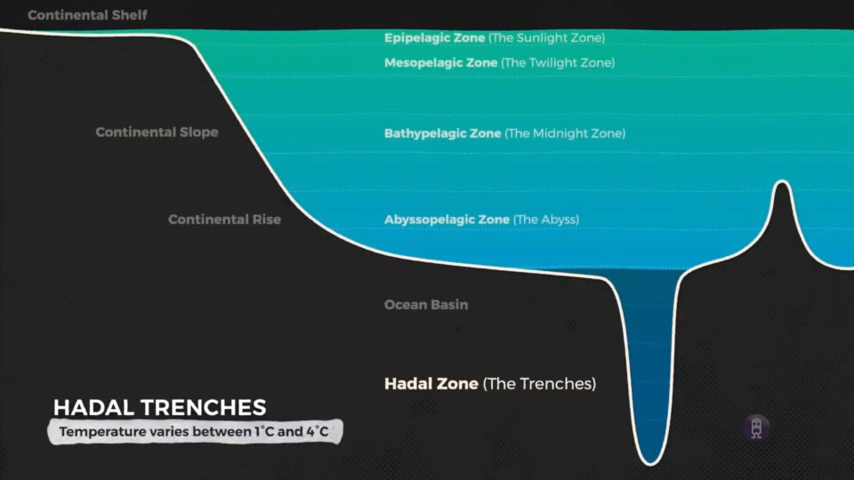 Continental Shelf
Epipelagic Zone (The Sunlight Zone)
Mesopelagic Zone (The Twilight Zone)
Continental Slope
Bathypelagic Zone (The Midnight Zone)
Continental Rise
Abyssopelagic Zone (The Abyss)
Ocean Basin
Hadal Zone (The Trenches)
HADAL TRENCHES
Temperature varies between 1°C and 4°C